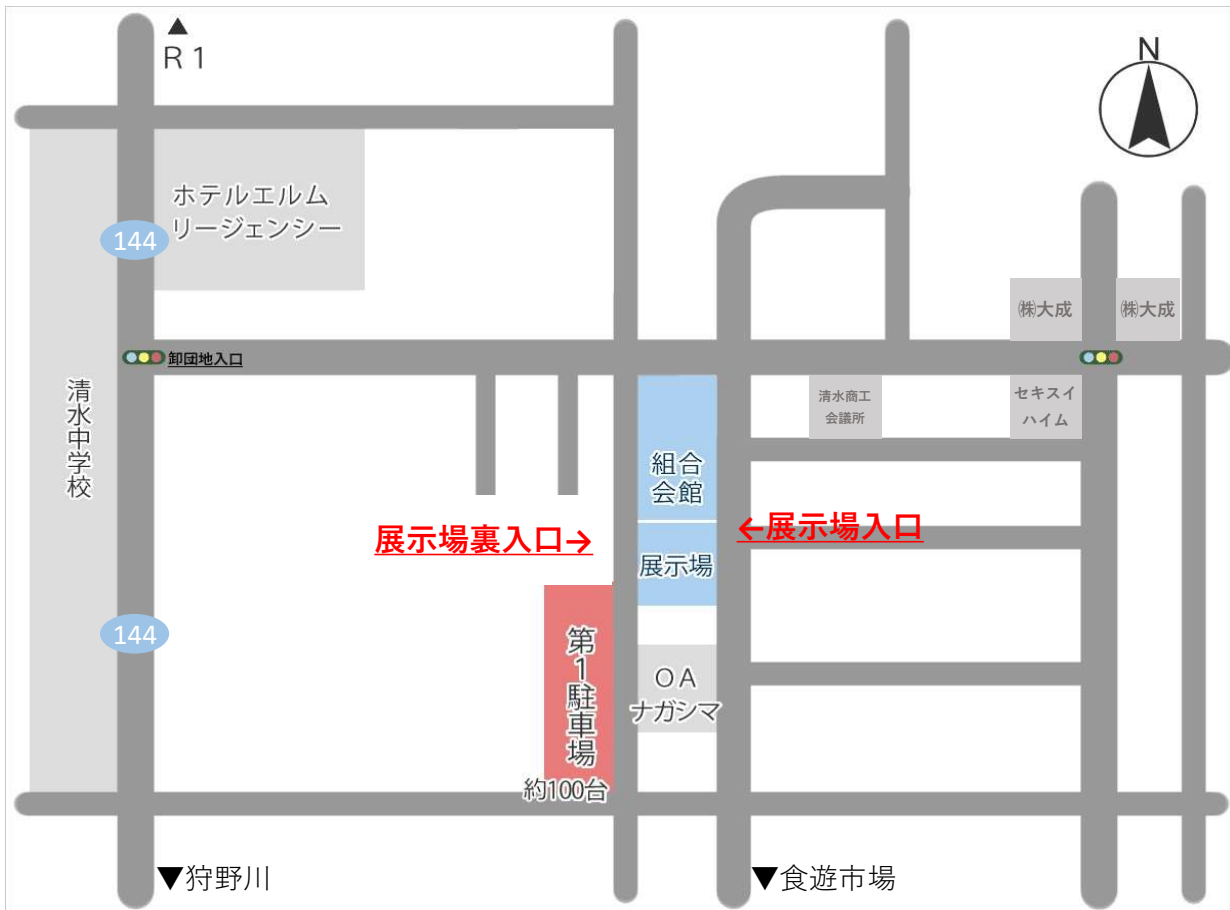 ▲
R 1
N
ホテルエルム
リージェンシー
144
㈱大成
㈱大成
卸団地入口
清水中学校
清水商工
会議所
セキスイ
ハイム
組合
会館
展示場裏入口→
←展示場入口
展示場
144
第1駐車場
約100台
OA
ナガシマ
▼狩野川
▼食遊市場